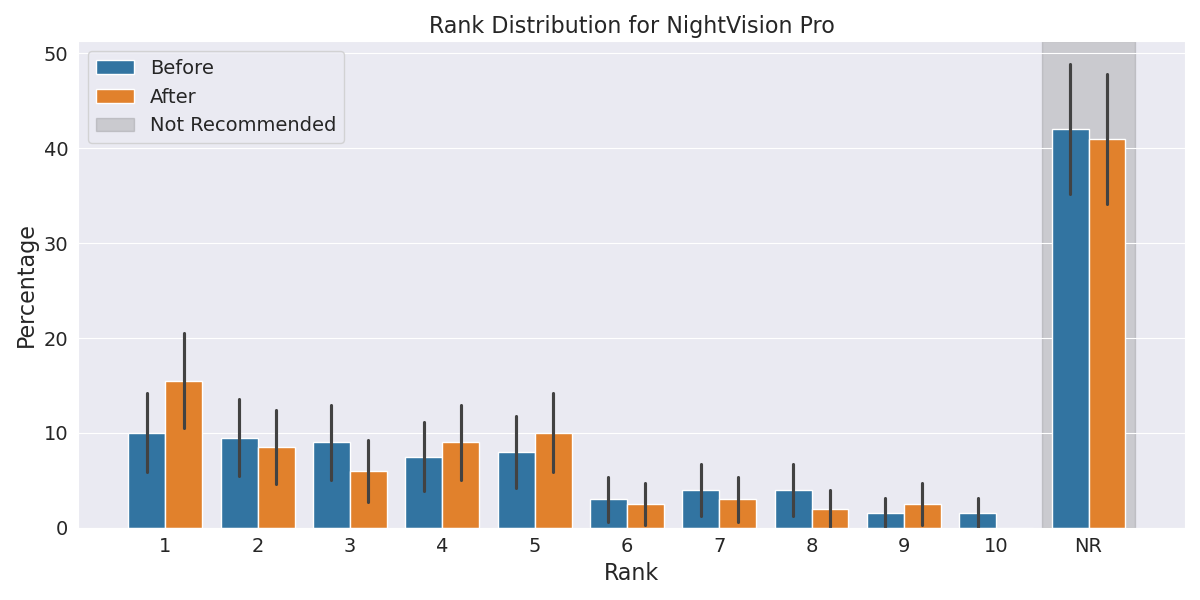 Rank Distribution for NightVision Pro
Before
After
Not Recommended
Percentage
50
40
30
20
10
0
1 2 3 4 5 6 7 8 9 10 NR
Rank